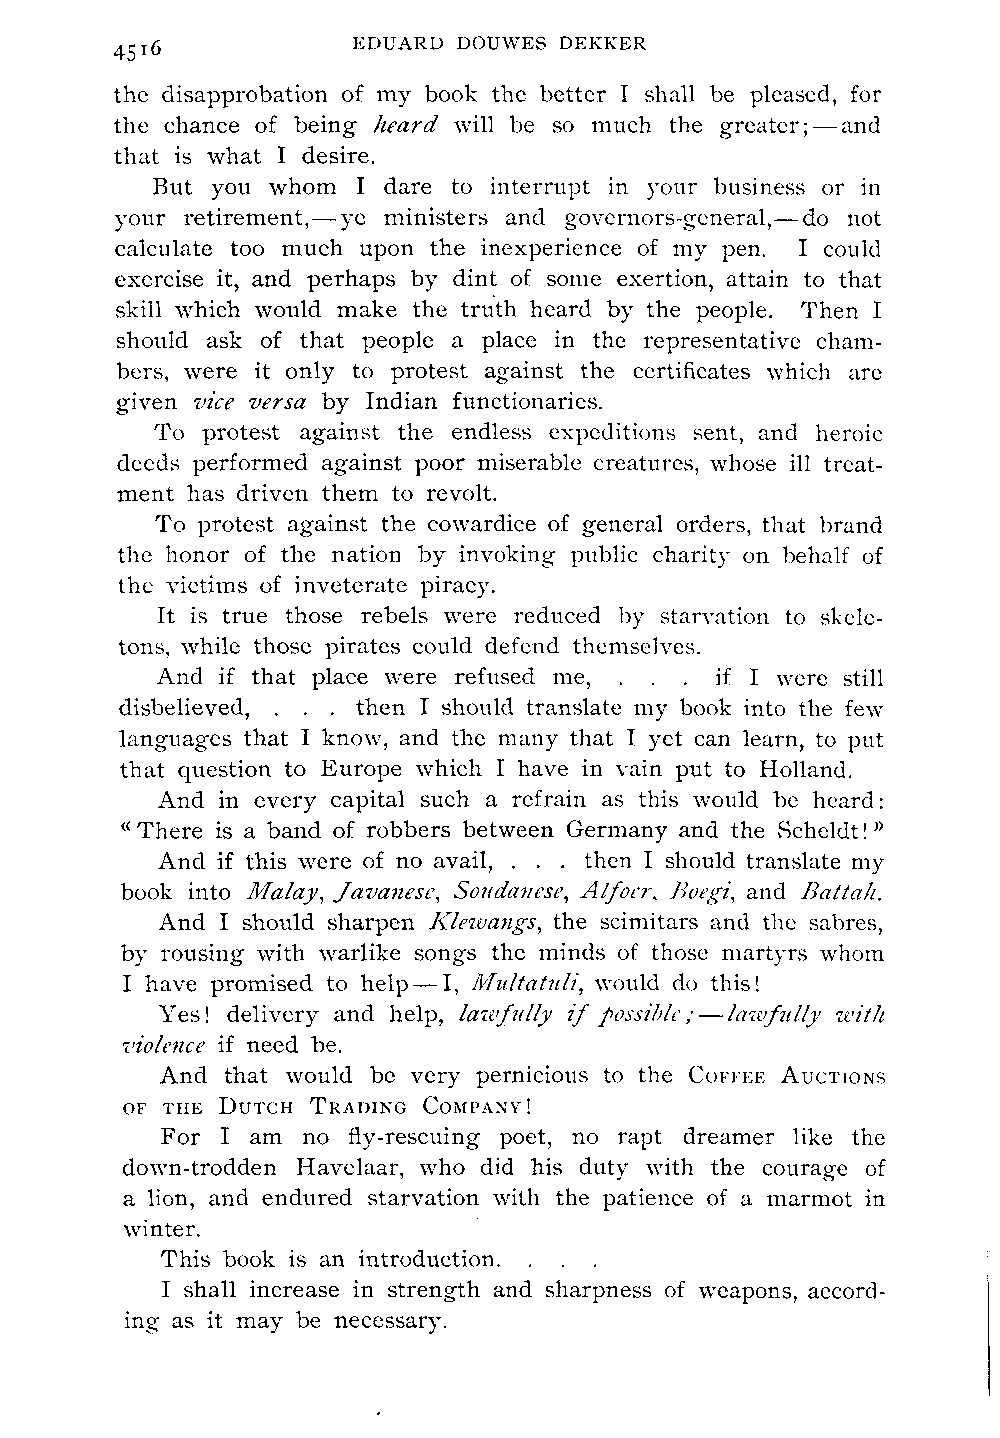 4516 EDUARD DOUWES DEKKER
the disapprobation of my book the better I shall be pleased, for
the chance of being heard will be so much the greater;—and
that is what I desire.
But you whom I dare to interrupt in your business or in
your retirement,—ye ministers and governors-general,—do not
calculate too much upon the inexperience of my pen. I could
exercise it, and perhaps by dint of some exertion, attain to that
skill which would make the truth heard by the people. Then I
should ask of that people a place in the representative cham-
bers, were it only to protest against the certificates which are
given vice versa by Indian functionaries.
To protest against the endless expeditions sent, and heroic
deeds performed against poor miserable creatures, whose ill treat-
ment has driven them to revolt.
To protest against the cowardice of general orders, that brand
the honor of the nation by invoking public charity on behalf of
the victims of inveterate piracy.
It is true those rebels were reduced by starvation to skele-
tons, while those pirates could defend themselves.
And if that place were refused me, . . . if I were still
disbelieved, . . . then I should translate my book into the few
languages that I know, and the many that I yet can learn, to put
that question to Europe which I have in vain put to Holland.
And in every capital such a refrain as this would be heard:
«There is a band of robbers between Germany and the Scheldt!»
And if this were of no avail, . . . then I should translate my
book into Malay, Javanese, Soudanese, Alfoer, Boegi, and Battah.
And I should sharpen Klewangs, the scimitars and the sabres,
by rousing with warlike songs the minds of those martyrs whom
I have promised to help—I, Multatuli, would do this!
Yes! delivery and help, lawfully if possible;—lawfully with
violence if need be.
And that would be very pernicious to the COFFEE AUCTIONS
OF THE DUTCH TRADING COMPANY!
For I am no fly-rescuing poet, no rapt dreamer like the
down-trodden Havelaar, who did his duty with the courage of
a lion, and endured starvation with the patience of a marmot in
winter.
This book is an introduction. . . .
I shall increase in strength and sharpness of weapons, accord-
ing as it may be necessary.